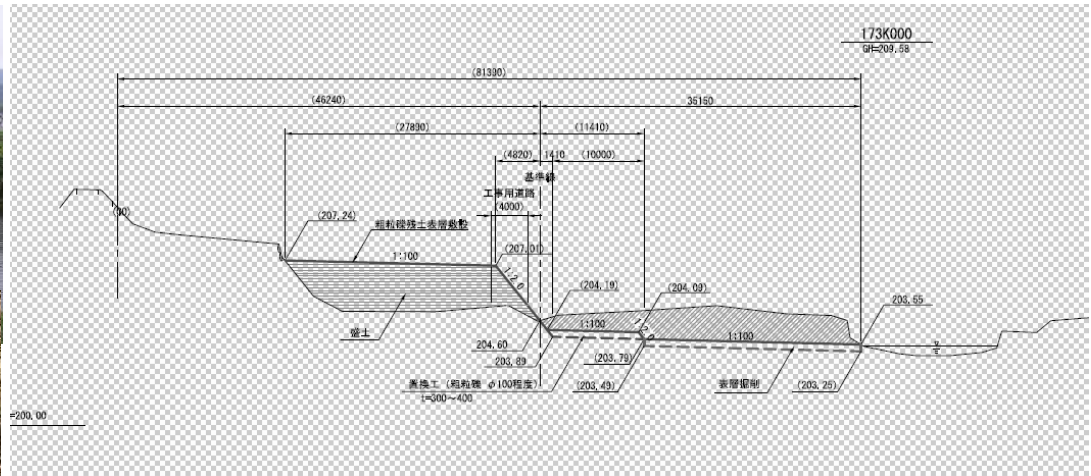 173K000
GH=209.58
(81390)
(46240)
35150
(27890)
(11410)
(4820)
1410
(10000)
基準線
工事用道路
(4000)
(30)
(207,24)
粗粒礫残土表層敷設
1:100
(207,01)
1:2.0
(204,19)
(204,09)
203,55
1:100
1:2.0
1:100
盛土
204,60
203,89
(203,79)
置換工(粗粒礫 φ100程度)
t=300~400
(203,49)
表層掘削
(203,25)
=200,00